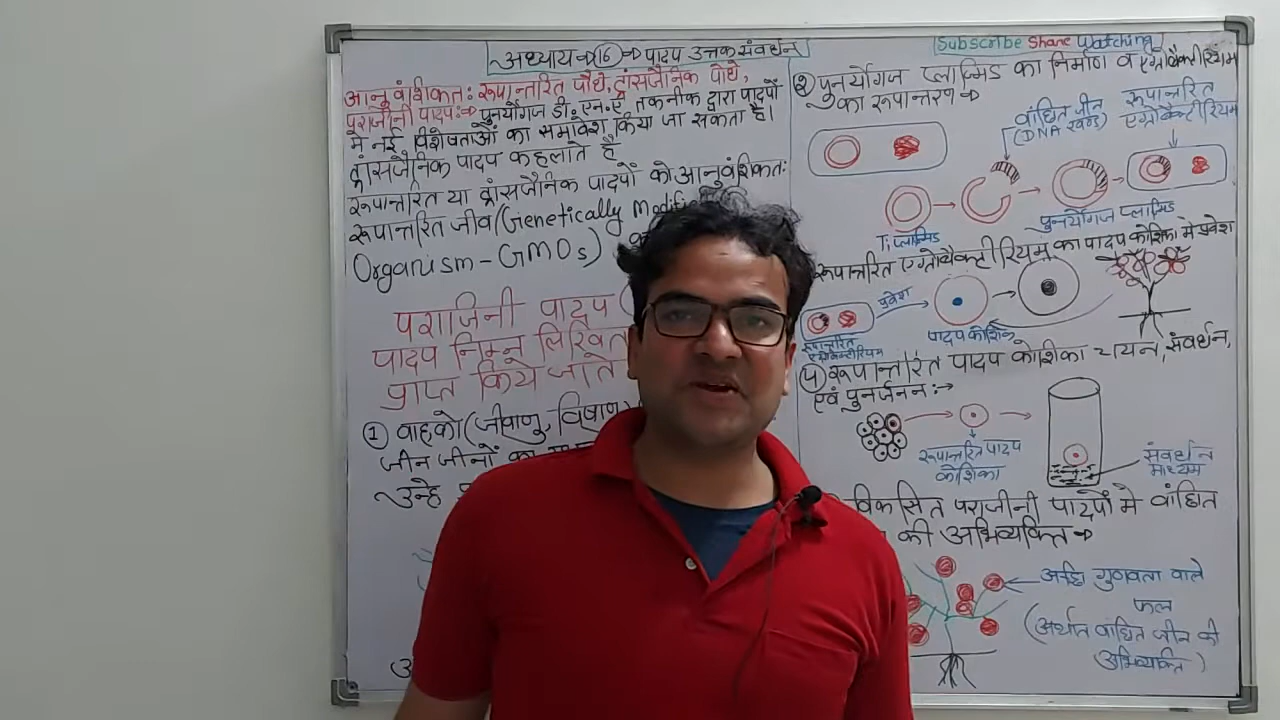 अध्याय-16 ⇒ पादप उत्तक संवर्धन
Subscribe Share Watching
आनुवंशिकत: रूपान्तरित पौधे, ट्रांसजैनिक पौधे,
पराजीनी पादप:⇒ पुनर्योगज डी. एन. ए. तकनीक द्वारा पादपों
में नई विशेषताओं का समावेश किया जा सकता है।
ट्रांसजैनिक पादप कहलाते है
रूपान्तरित या ट्रांसजैनिक पादपों को आनुवंशिकत:
रूपान्तरित जीव (Genetically
Organism - GMOs)
पराजिनी पादप
पादप निम्न लिखित
प्राप्त किये जाते
① वाहको (जीवाणु, विषाणु)
जीन जीनों का
उन्हे
② पुनर्योगज प्लाज्मिड का निर्माण व एग्रोबैक्टीरियम
का रूपान्तरण ⇒
वांछित जीन
(DNA खण्ड)
रूपान्तरित
एग्रोबैक्टीरियम
Ti प्लाज्मिड
पुनर्योगज प्लाज्मिड
रूपान्तरित एग्रोबैक्टीरियम का पादप कोशिका में प्रवेश
प्रवेश
रूपान्तरित
एग्रोबैक्टीरियम
पादप कोशिका
(4) रूपान्तरित पादप कोशिका चयन, संवर्धन,
एवं पुनर्जनन:→
रूपान्तरित पादप
कोशिका
संवर्धन
माध्यम
विकसित पराजीनी पादपों में वांछित
की अभिव्यक्ति ⇒
अच्छी गुणवता वाले
फल
(अर्थात वांछित जीन की
अभिव्यक्ति)